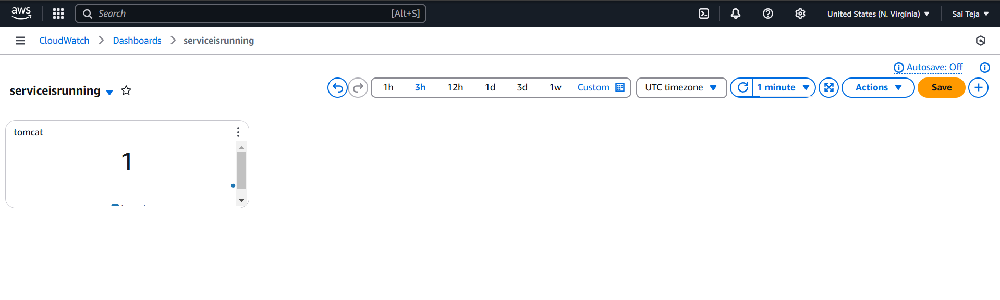 aws Search [Alt+S] United States (N. Virginia) Sai Teja
CloudWatch Dashboards serviceisrunning
Autosave: Off
serviceisrunning 1h 3h 12h 1d 3d 1w Custom UTC timezone 1 minute Actions Save
tomcat
1
tomcat